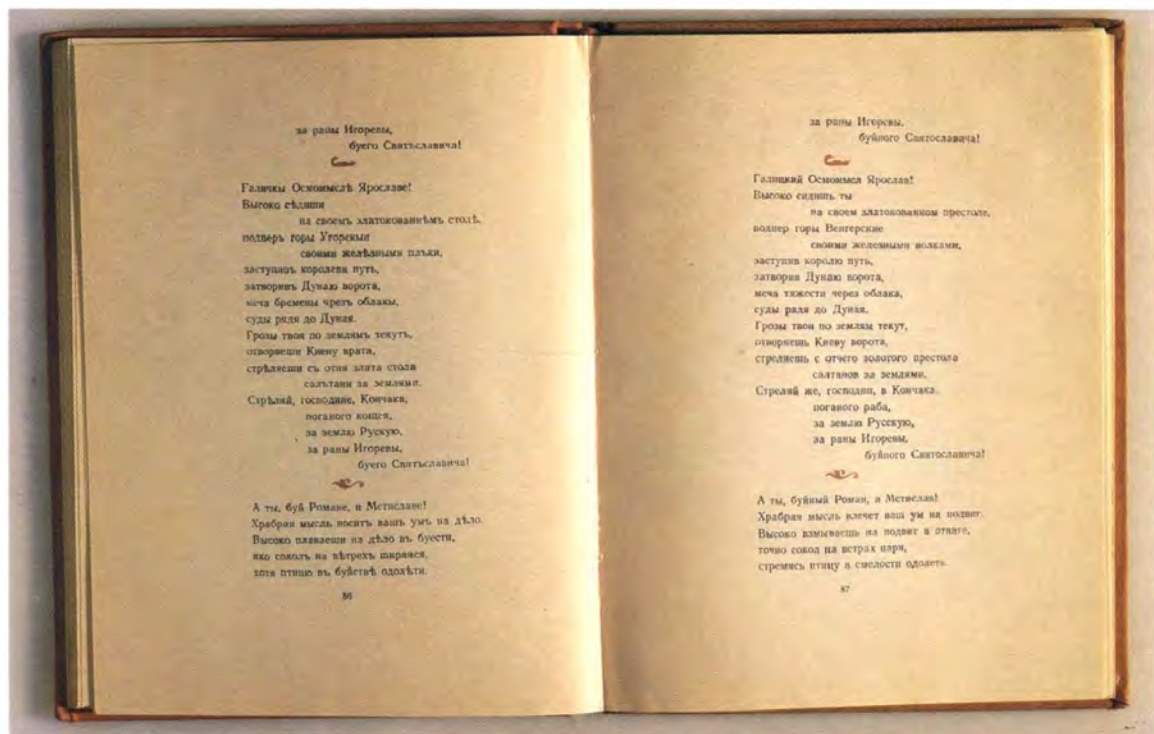 за раны Игоревы,
буего Святъславича!
Галичкы Осмомыслѣ Ярославе!
Высоко сѣдиши
на своемъ златокованнѣмъ столѣ,
подперъ горы Угорскыи
своими желѣзными плъки,
заступивъ королеви путь,
затворивъ Дунаю ворота,
меча бремены чрезъ облакы,
суды рядя до Дуная.
Грозы твоя по землямъ текутъ,
отворяеши Киеву врата,
стрѣляеши съ отня злата стола
салътани за землями.
Стрѣляй, господине, Кончака,
поганого кощея,
за землю Рускую,
за раны Игоревы,
буего Святъславича!
А ты, буй Романе, и Мстиславе!
Храбрая мысль носитъ вашъ умъ на дѣло.
Высоко плаваеши на дѣло въ буести,
яко соколъ на вѣтрехъ ширяяся,
хотя птицю въ буйствѣ одолѣти.
86
за раны Игоревы,
буйного Святославича!
Галицкий Осмомысл Ярослав!
Высоко сидишь ты
на своем златокованном престоле,
подпер горы Венгерские
своими железными полками,
заступив королю путь,
затворив Дунаю ворота,
меча тяжести через облака,
суды рядя до Дуная.
Грозы твои по землям текут,
отворяешь Киеву ворота,
стреляешь с отчего золотого престола
салтанов за землями.
Стреляй же, господин, в Кончака,
поганого раба,
за землю Русскую,
за раны Игоревы,
буйного Святославича!
А ты, буйный Роман, и Мстислав!
Храбрая мысль влечет ваш ум на подвиг.
Высоко взмываешь на подвиг в отваге,
точно сокол на ветрах паря,
стремясь птицу в смелости одолеть.
87